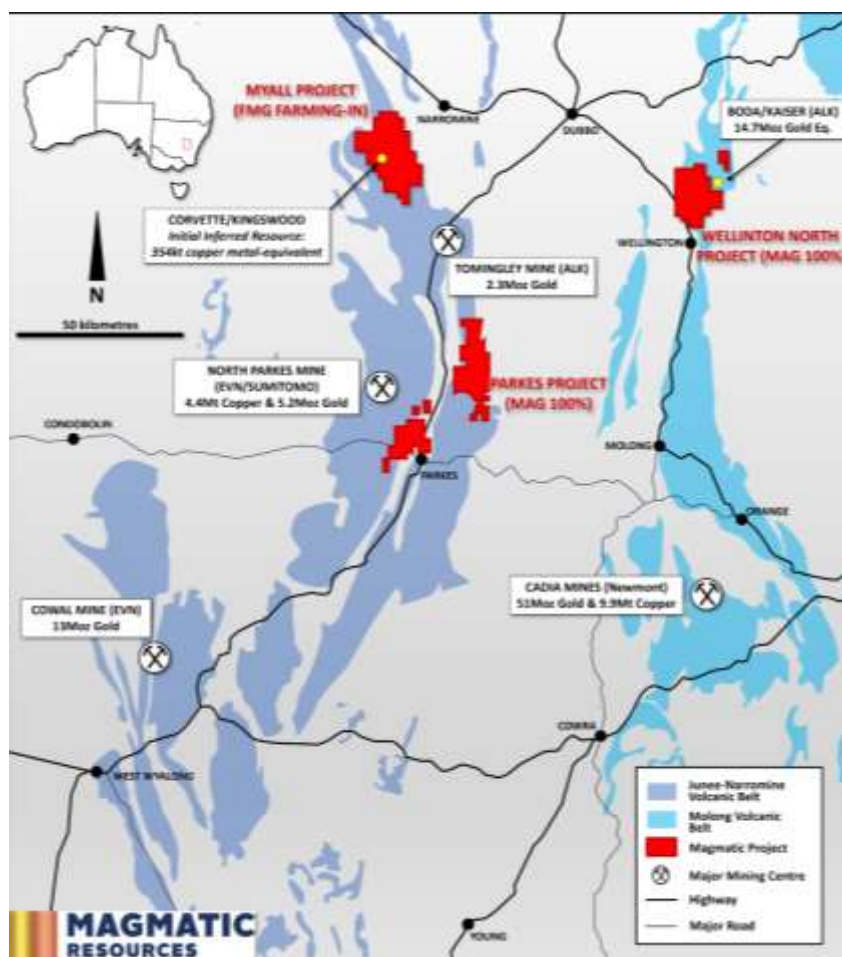 MYALL PROJECT
(FMG FARMING-IN)
NARROMINE
DUBBO
BODA/KAISER (ALK)
14.7Moz Gold Eq.
CORVETTE/KINGSWOOD
Initial Inferred Resource:
354kt copper metal-equivalent
WELLINGTON
WELLINTON NORTH
PROJECT (MAG 100%
TOMINGLEY MINE (ALK)
2.3Moz Gold
N
50 kilometres
NORTH PARKES MINE
(EVN/SUMITOMO)
4.4Mt Copper & 5.2Moz Gold
PARKES PROJECT
(MAG 100%)
CONDOBOLIN
MOLONG
PARKES
ORANGE
CADIA MINES (Newmont)
51Moz Gold & 9.9Mt Copper
COWAL MINE (EVN)
13Moz Gold
COWRA
WEST WYALONG
Junee-Narromine
Volcanic Belt
Molong Volcanic
Belt
Magmatic Project
Major Mining Centre
Highway
Major Road
YOUNG
MAGMATIC
RESOURCES